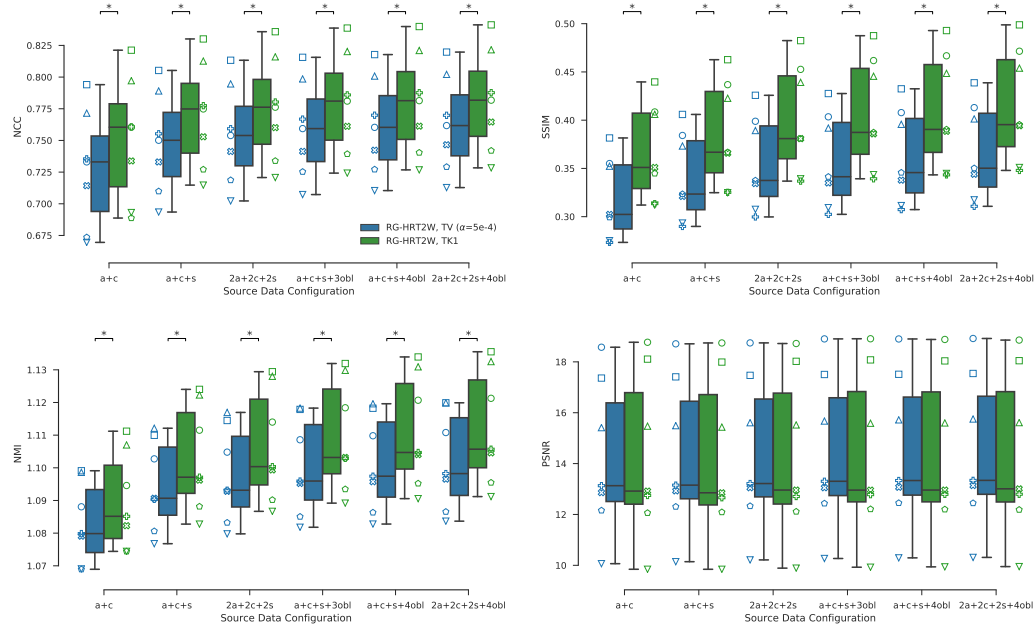 * * * * * *
NCC
0.825
0.800
0.775
0.750
0.725
0.700
0.675
RG-HRT2W, TV (α=5e-4)
RG-HRT2W, TK1
a+c a+c+s 2a+2c+2s a+c+s+3obl a+c+s+4obl 2a+2c+2s+4obl
Source Data Configuration
* * * * * *
SSIM
0.50
0.45
0.40
0.35
0.30
a+c a+c+s 2a+2c+2s a+c+s+3obl a+c+s+4obl 2a+2c+2s+4obl
Source Data Configuration
* * * * * *
NMI
1.13
1.12
1.11
1.10
1.09
1.08
1.07
a+c a+c+s 2a+2c+2s a+c+s+3obl a+c+s+4obl 2a+2c+2s+4obl
Source Data Configuration
PSNR
18
16
14
12
10
a+c a+c+s 2a+2c+2s a+c+s+3obl a+c+s+4obl 2a+2c+2s+4obl
Source Data Configuration